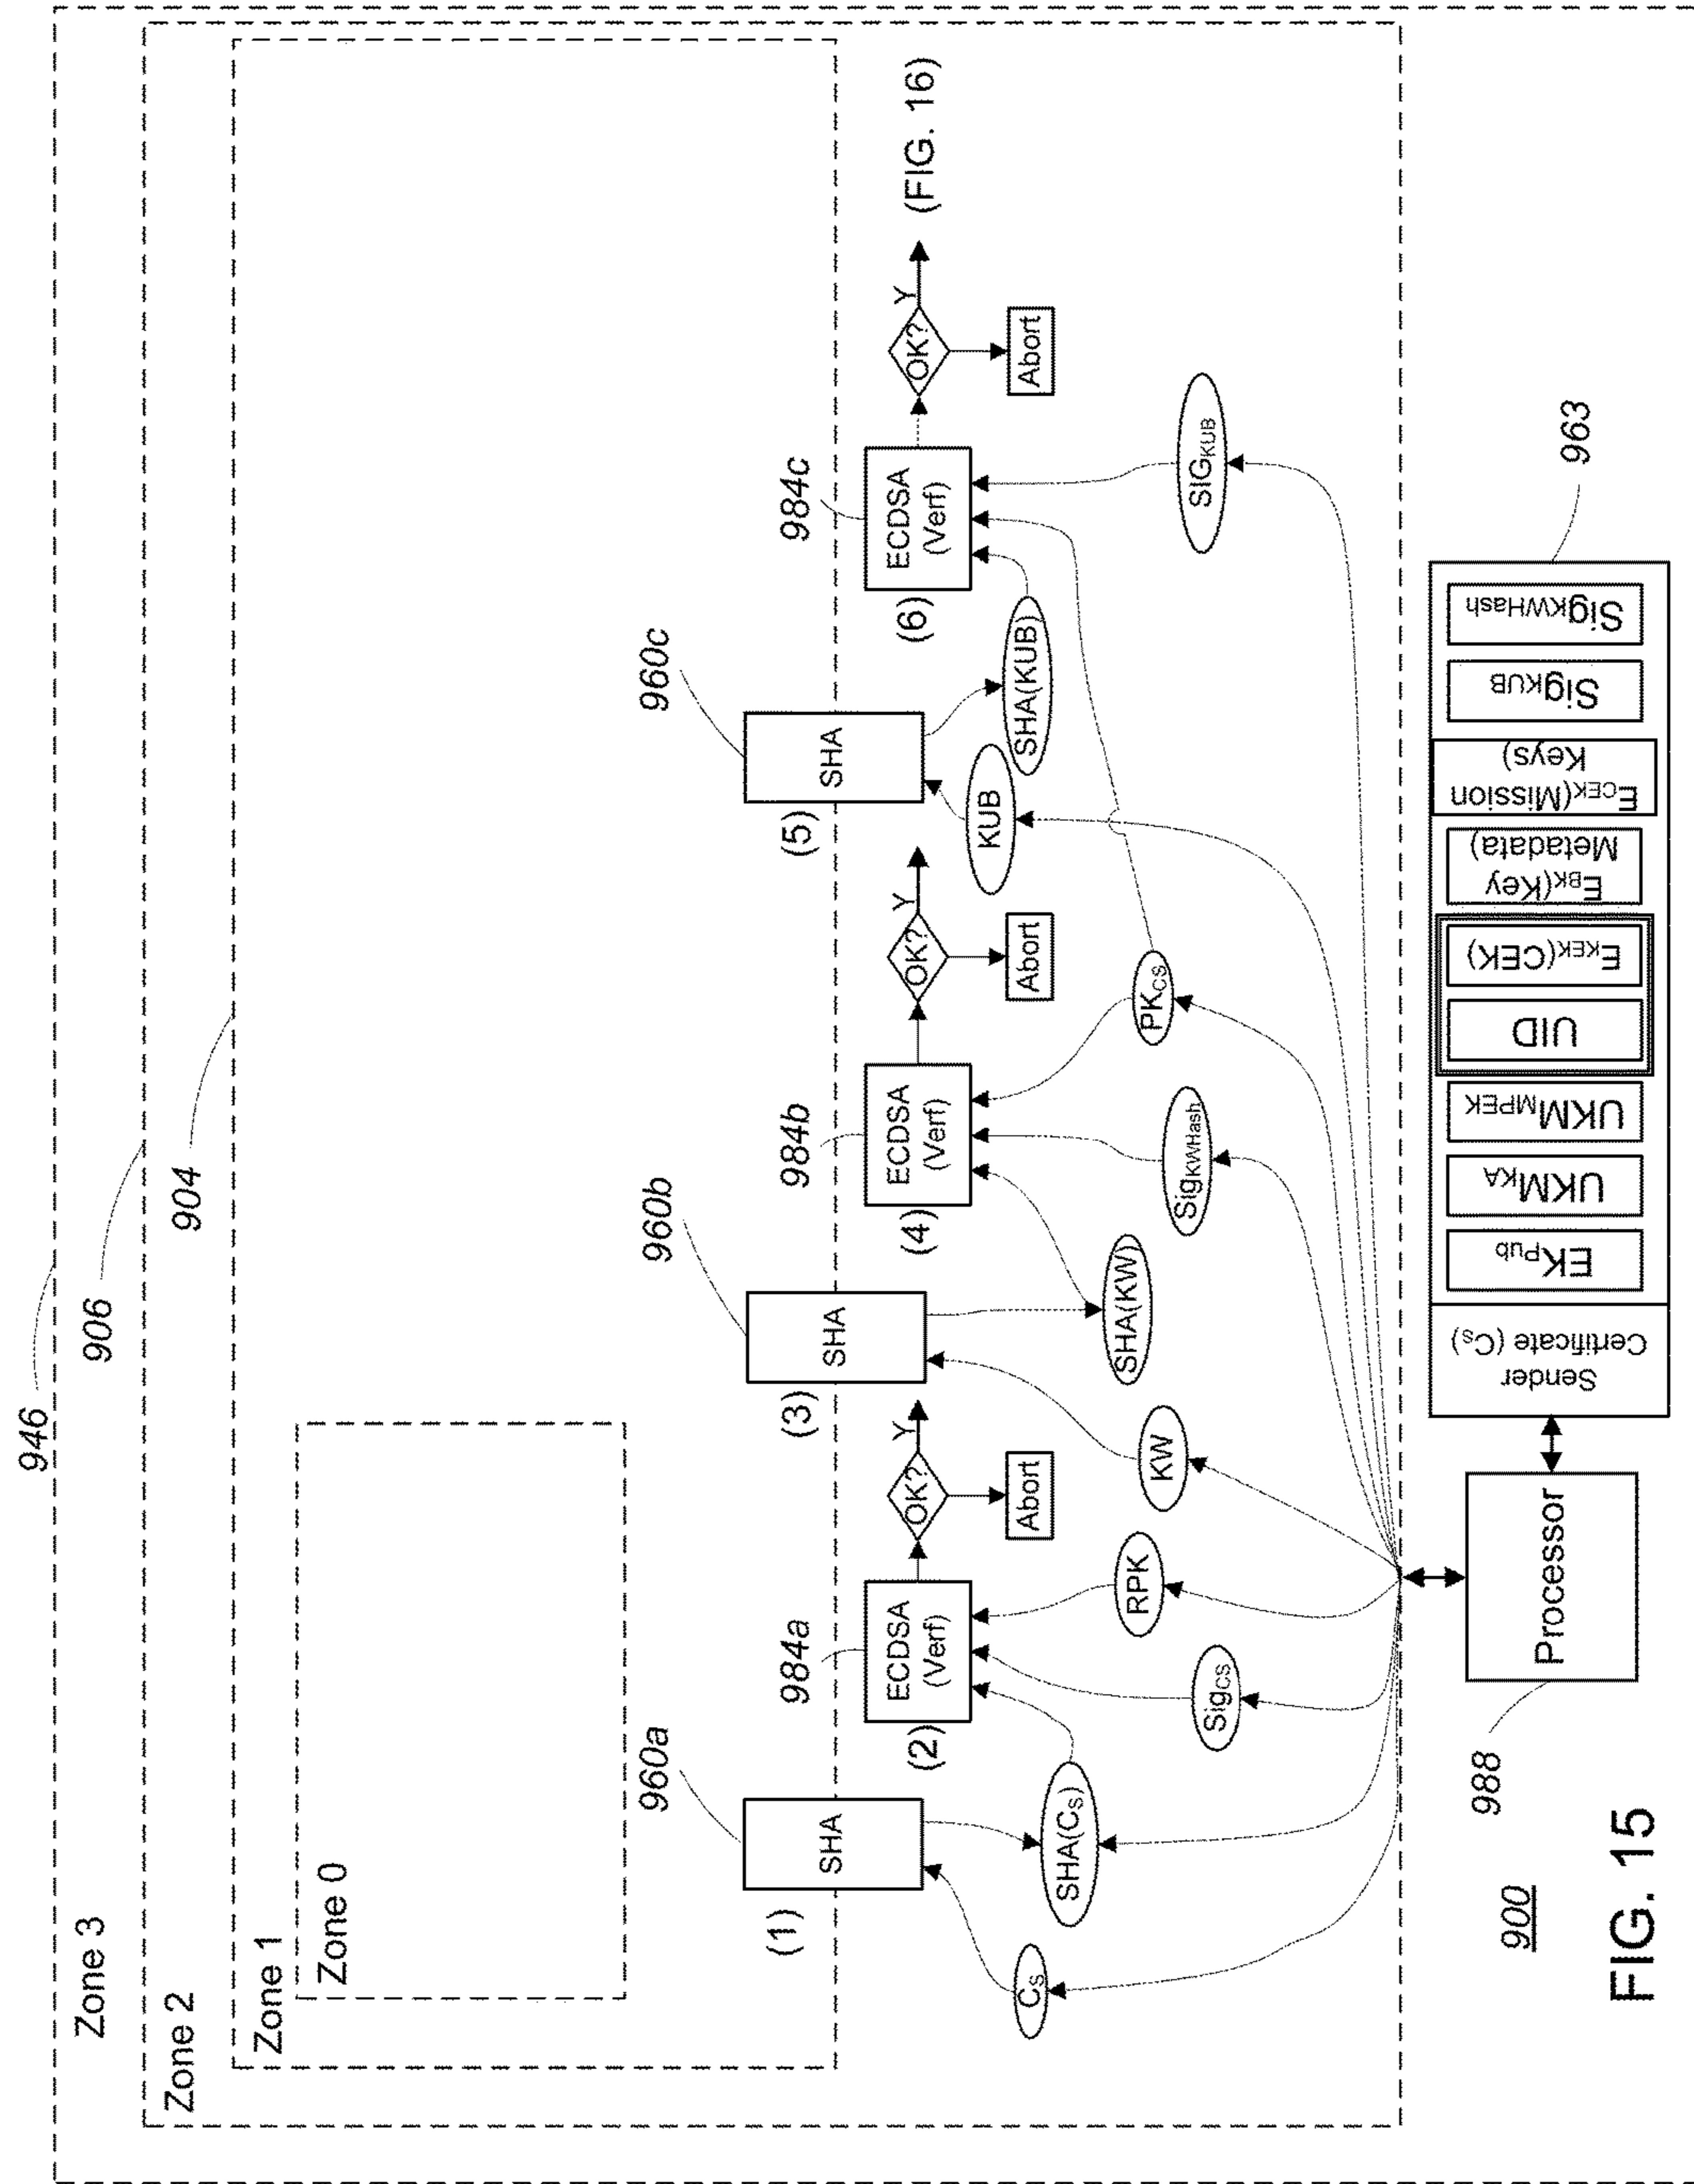 946
Zone 3
906
Zone 2
904
Zone 1
Zone 0
960a
960b
960c
(1)
SHA
(3)
SHA
(5)
SHA
984a
984b
984c
(2)
ECDSA
(Verf)
OK?
Y
Abort
(4)
ECDSA
(Verf)
OK?
Y
Abort
(6)
ECDSA
(Verf)
OK?
Y
(FIG. 16)
Abort
CS
SHA(CS)
SigCS
RPK
KW
SHA(KW)
SigKWHash
PKCS
KUB
SHA(KUB)
SIGKUB
Processor
988
Sender
Certificate (CS)
EKPub
UKMKA
UKMMPEK
UID
EKEK(CEK)
EBK(Key
Metadata)
ECEK(Mission
Keys)
SigKUB
SigKWHash
963
900
FIG. 15